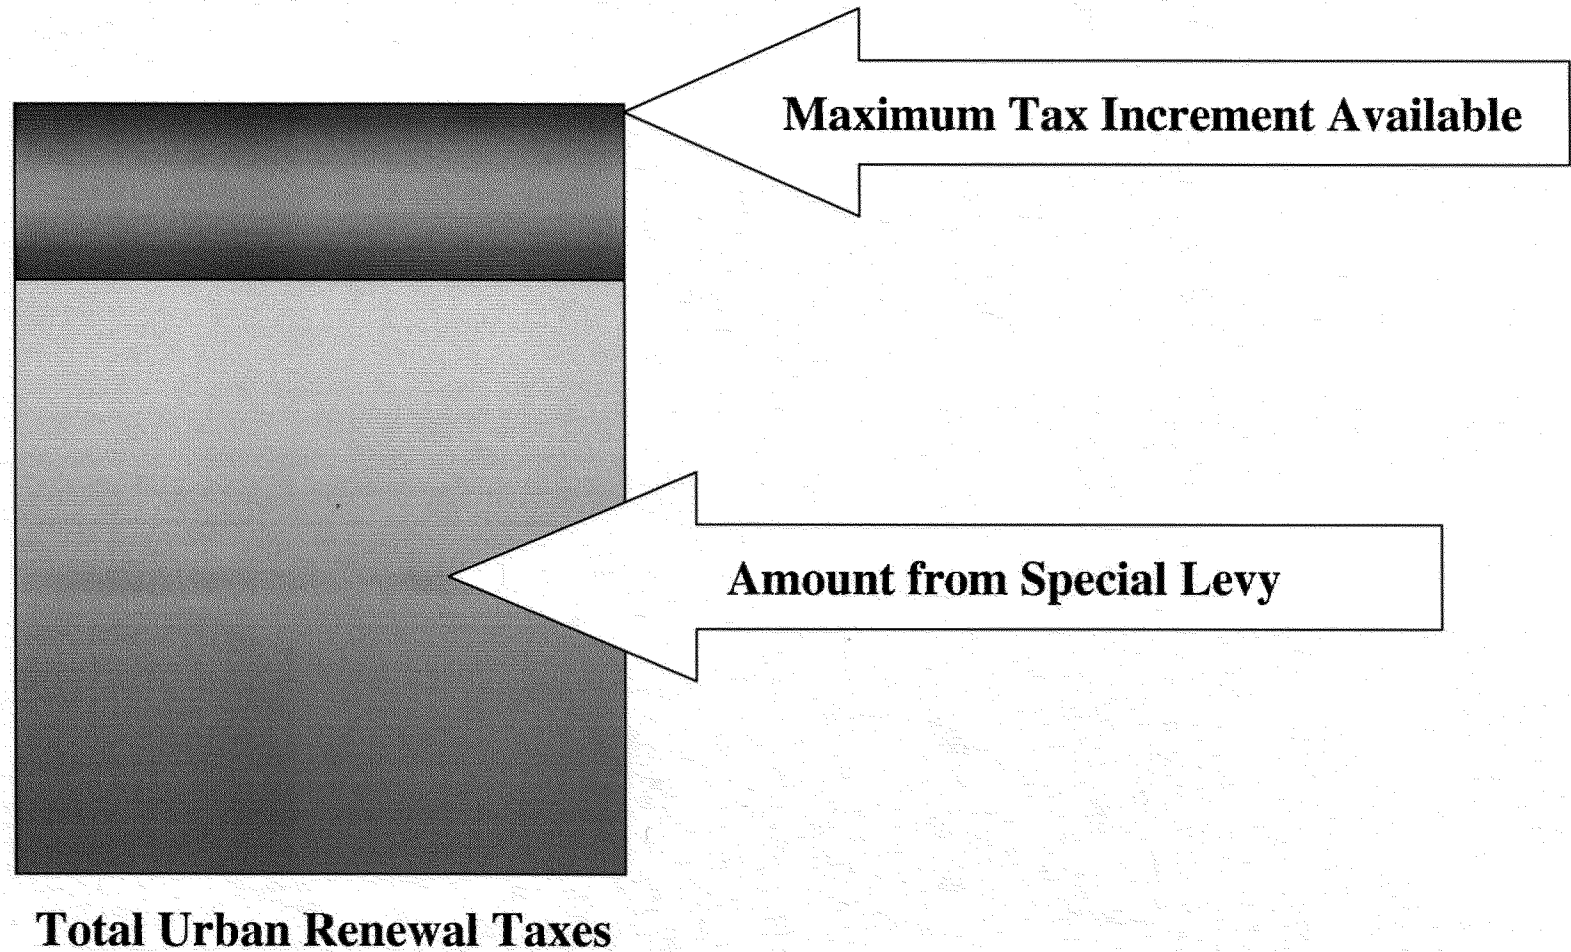 Maximum Tax Increment Available
Amount from Special Levy
Total Urban Renewal Taxes